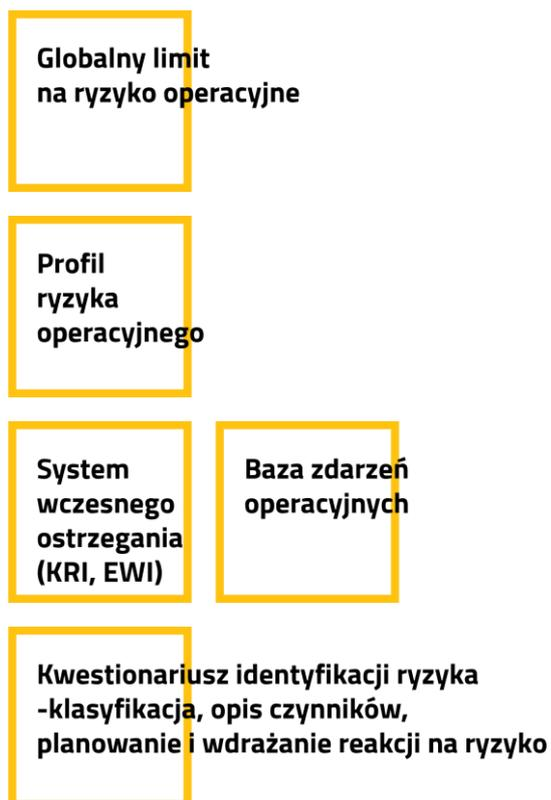 Globalny limit
na ryzyko operacyjne
Profil
ryzyka
operacyjnego
System
wczesnego
ostrzegania
(KRI, EWI)
Baza zdarzeń
operacyjnych
Kwestionariusz identyfikacji ryzyka
-klasyfikacja, opis czynników,
planowanie i wdrażanie reakcji na ryzyko